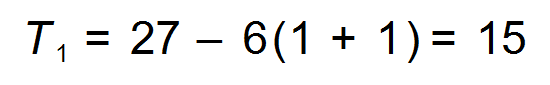 T₁ = 27 – 6(1 + 1) = 15